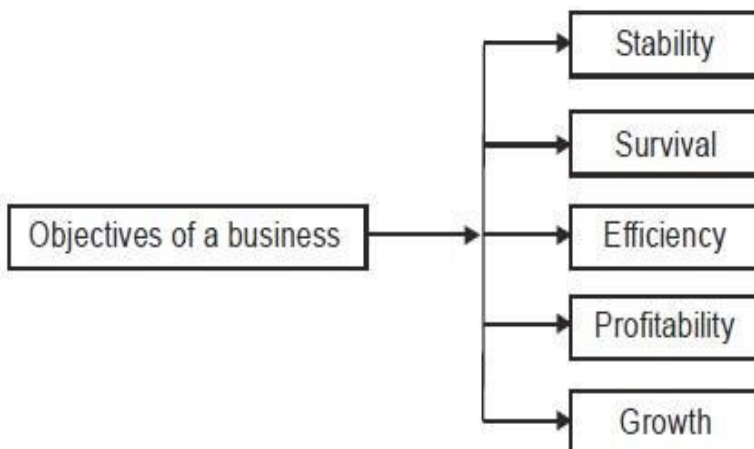 Stability
Survival
Objectives of a business
Efficiency
Profitability
Growth